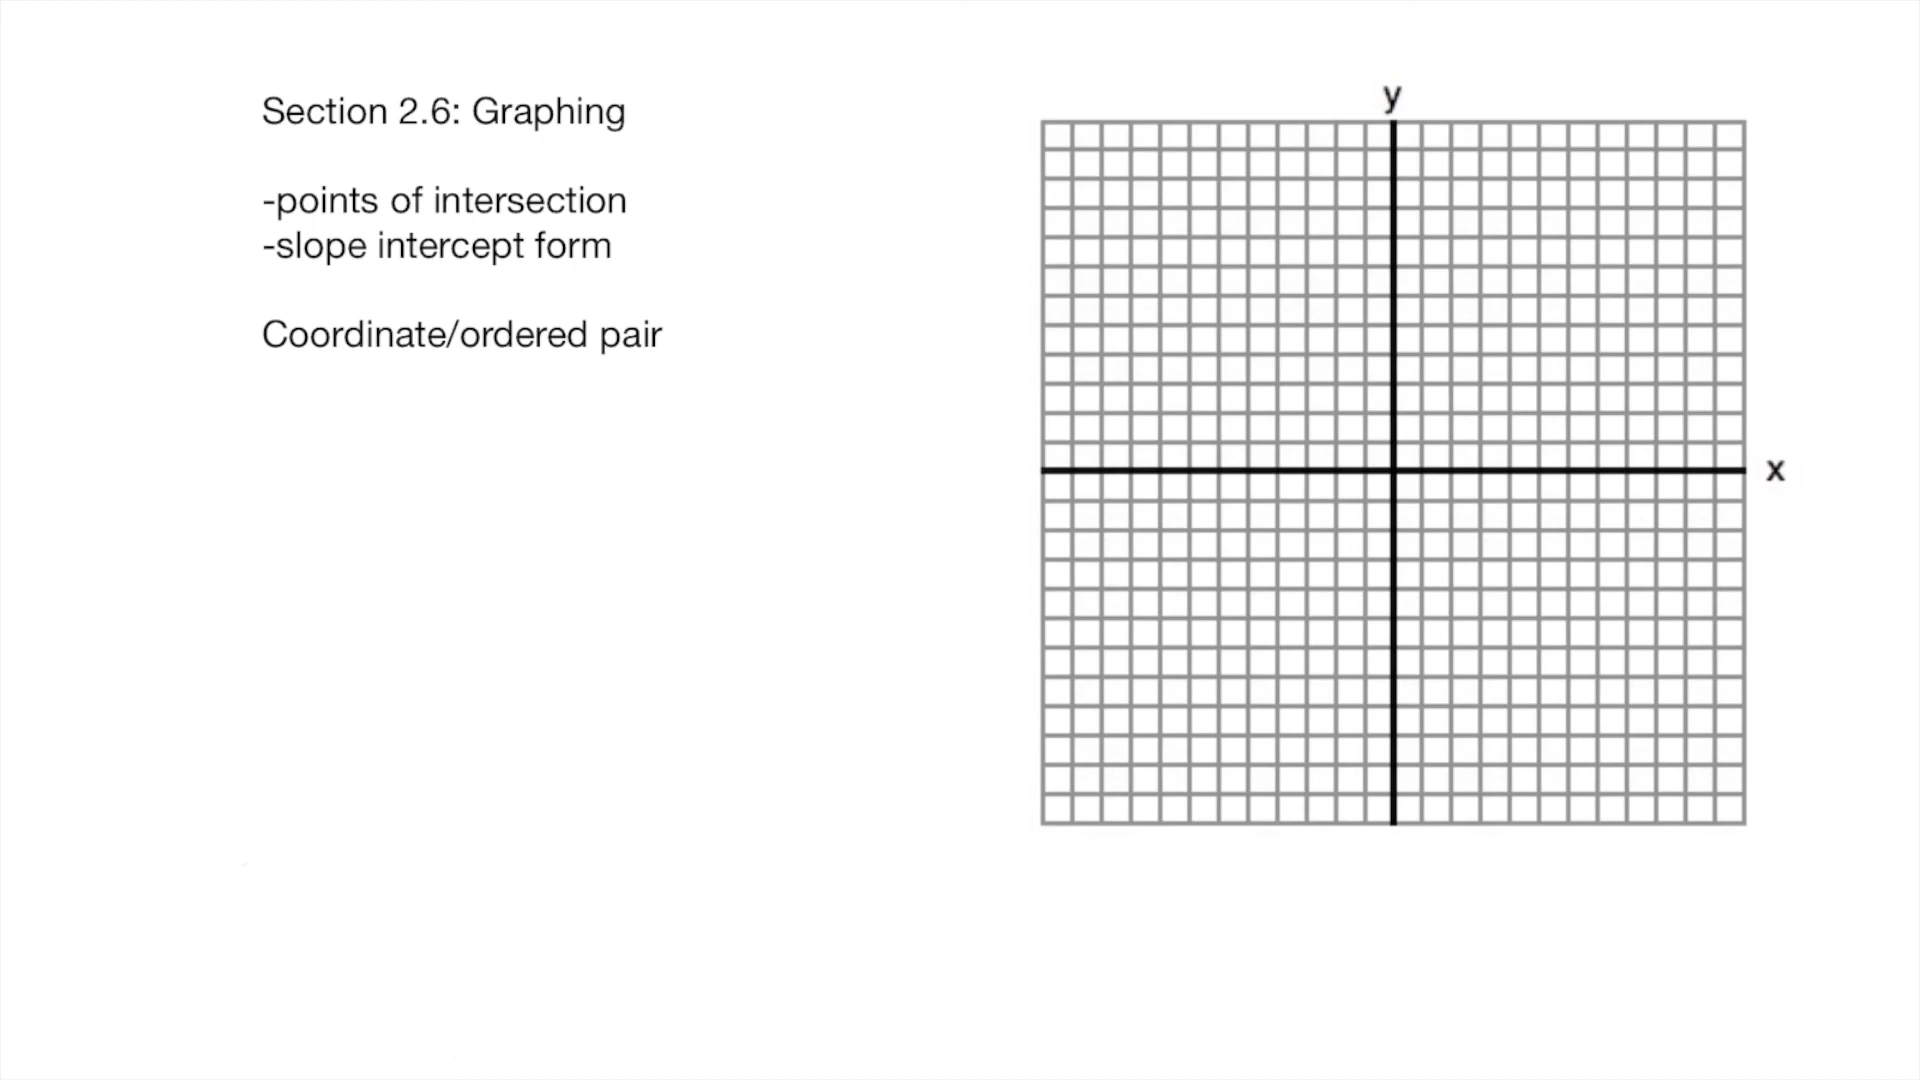 Section 2.6: Graphing
-points of intersection
-slope intercept form
Coordinate/ordered pair
y
x